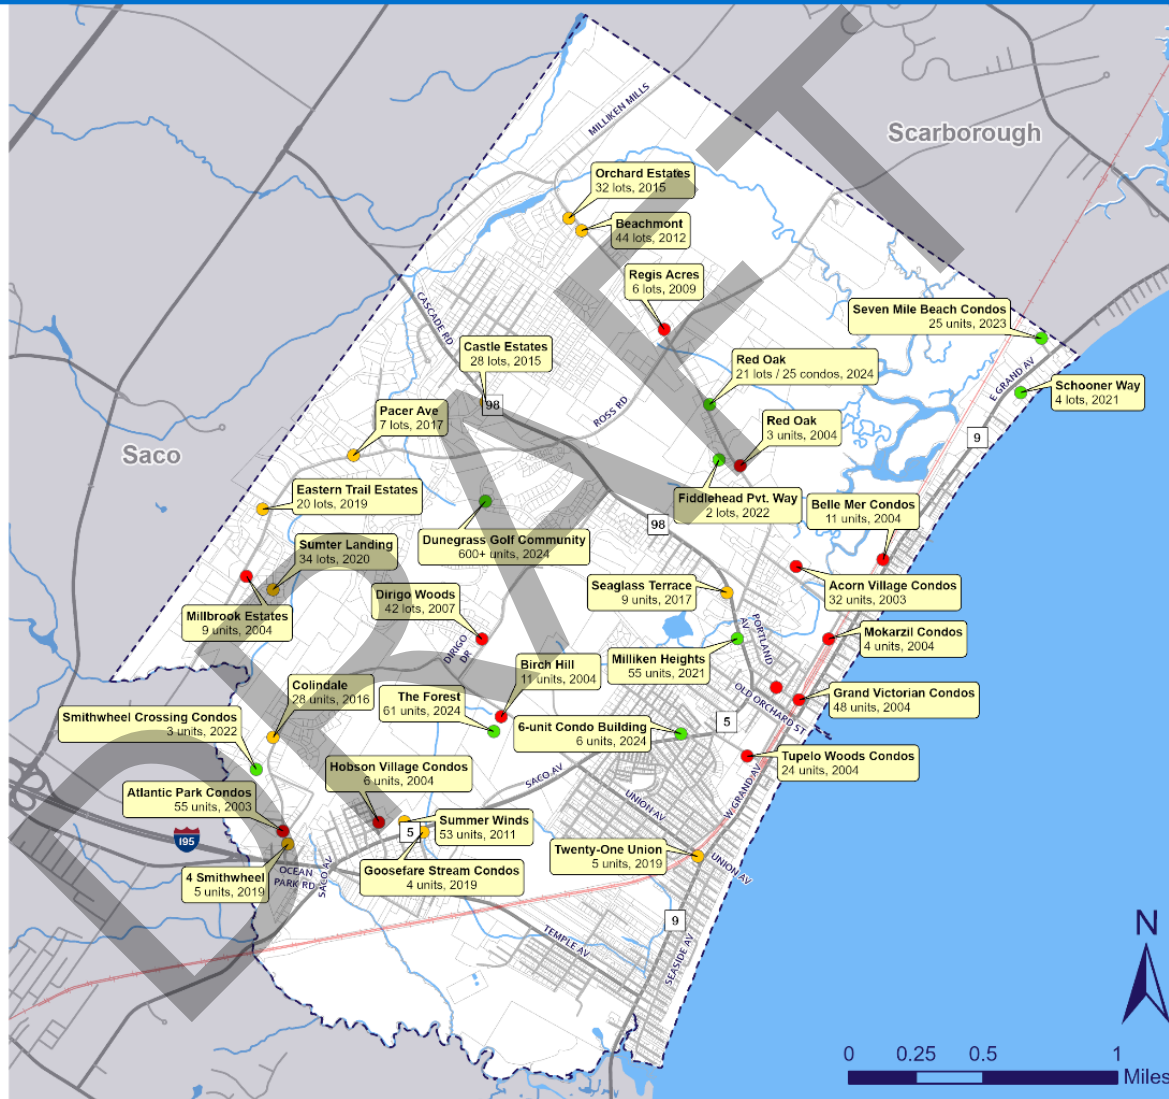 MILLIKEN MILLS
Scarborough
Orchard Estates
32 lots, 2015
Beachmont
44 lots, 2012
Regis Acres
6 lots, 2009
CASCADE RD
Seven Mile Beach Condos
25 units, 2023
Castle Estates
28 lots, 2015
Red Oak
21 lots / 25 condos, 2024
E GRAND AV
Schooner Way
4 lots, 2021
98
ROSS RD
Pacer Ave
7 lots, 2017
Red Oak
3 units, 2004
9
Saco
Eastern Trail Estates
20 lots, 2019
Fiddlehead Pvt. Way
2 lots, 2022
Belle Mer Condos
11 units, 2004
98
Dunegrass Golf Community
600+ units, 2024
Sumter Landing
34 lots, 2020
Seaglass Terrace
9 units, 2017
Acorn Village Condos
32 units, 2003
Dirigo Woods
42 lots, 2007
Millbrook Estates
9 units, 2004
PORTLAND
AV
Mokarzil Condos
4 units, 2004
DIRIGO
DR
Birch Hill
11 units, 2004
Milliken Heights
55 units, 2021
Colindale
28 units, 2016
The Forest
61 units, 2024
OLD ORCHARD ST
Grand Victorian Condos
48 units, 2004
Smithwheel Crossing Condos
3 units, 2022
6-unit Condo Building
6 units, 2024
5
Tupelo Woods Condos
24 units, 2004
Hobson Village Condos
6 units, 2004
SACO AV
W GRAND AV
Atlantic Park Condos
55 units, 2003
UNION AV
Summer Winds
53 units, 2011
5
I95
Twenty-One Union
5 units, 2019
UNION AV
4 Smithwheel
5 units, 2019
OCEAN
PARK RD
SACO AV
Goosefare Stream Condos
4 units, 2019
9
TEMPLE AV
SEASIDE AV
N
0 0.25 0.5 1
Miles
DRAFT